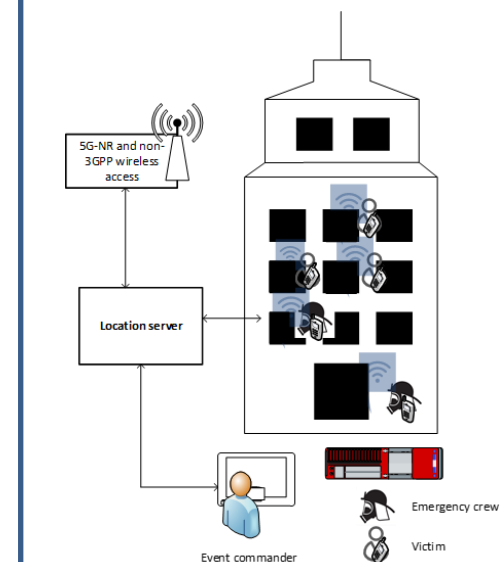 5G-NR and non-
3GPP wireless
access
Location server
Emergency crew
Victim
Event commander